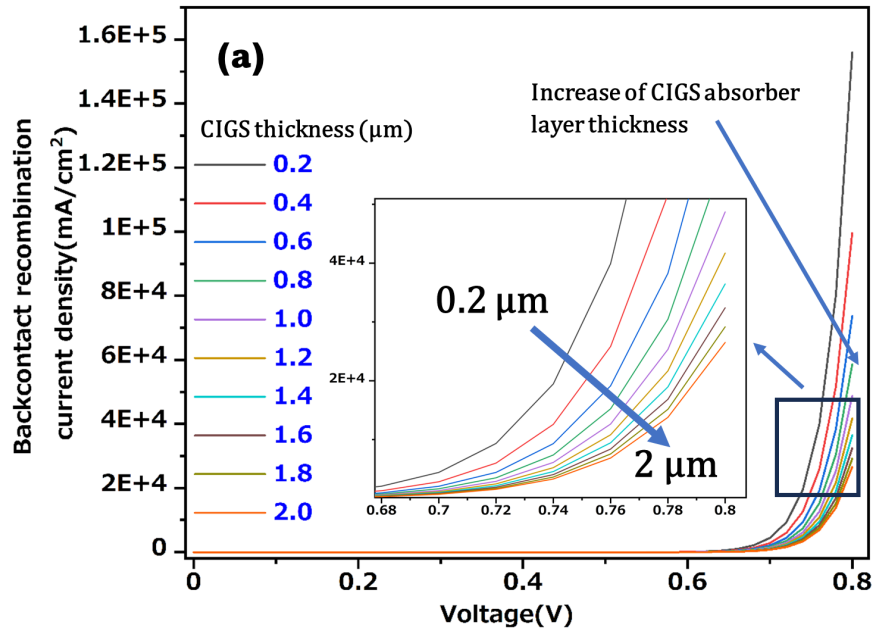 (a)
Backcontact recombination
current density(mA/cm²)
1.6E+5
1.4E+5
1.2E+5
1E+5
8E+4
6E+4
4E+4
2E+4
0
CIGS thickness (μm)
0.2
0.4
0.6
0.8
1.0
1.2
1.4
1.6
1.8
2.0
Increase of CIGS absorber
layer thickness
4E+4
2E+4
0.2 μm
2 μm
0.68
0.7
0.72
0.74
0.76
0.78
0.8
0
0.2
0.4
0.6
0.8
Voltage(V)